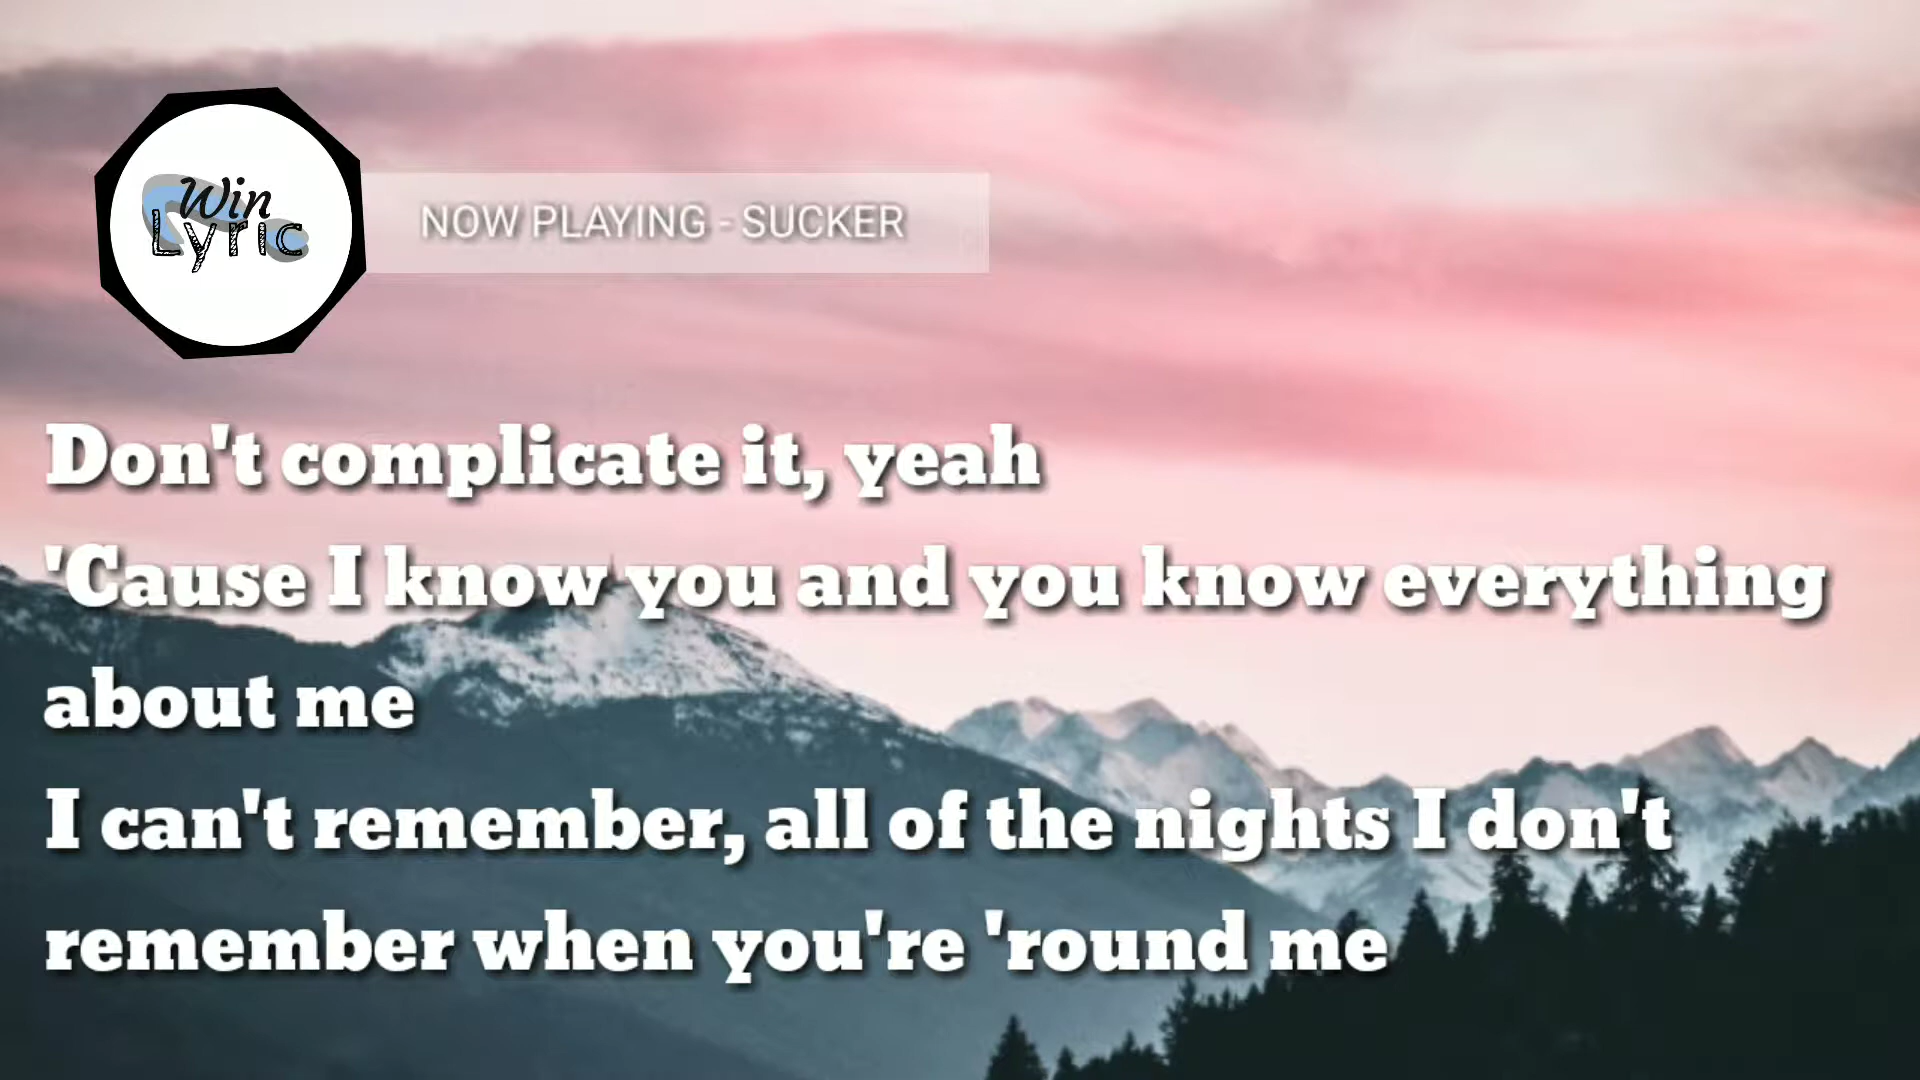 Win
Lyric
NOW PLAYING - SUCKER
Don't complicate it, yeah
'Cause I know you and you know everything
about me
I can't remember, all of the nights I don't
remember when you're 'round me